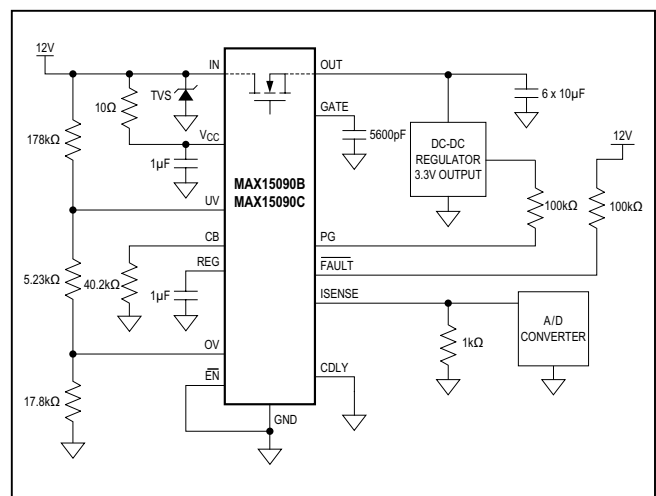 12V
IN
OUT
10Ω
TVS
GATE
6 x 10µF
178kΩ
VCC
5600pF
DC-DC
REGULATOR
3.3V OUTPUT
12V
1µF
MAX15090B
MAX15090C
UV
100kΩ
100kΩ
CB
PG
REG
FAULT
5.23kΩ
40.2kΩ
1µF
ISENSE
A/D
CONVERTER
1kΩ
OV
EN
CDLY
17.8kΩ
GND